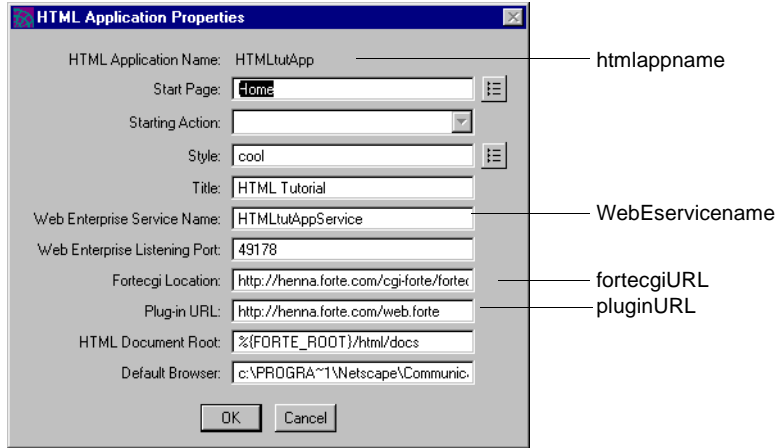 HTML Application Properties
HTML Application Name: HTMLtutApp htmlappname
Start Page: Home
Starting Action:
Style: cool
Title: HTML Tutorial
Web Enterprise Service Name: HTMLtutAppService WebEservicename
Web Enterprise Listening Port: 49178
Fortecgi Location: http://henna.forte.com/cgi-forte/fortec fortecgiURL
Plug-in URL: http://henna.forte.com/web.forte pluginURL
HTML Document Root: %{FORTE_ROOT}/html/docs
Default Browser: c:\PROGRA~1\Netscape\Communic
OK Cancel